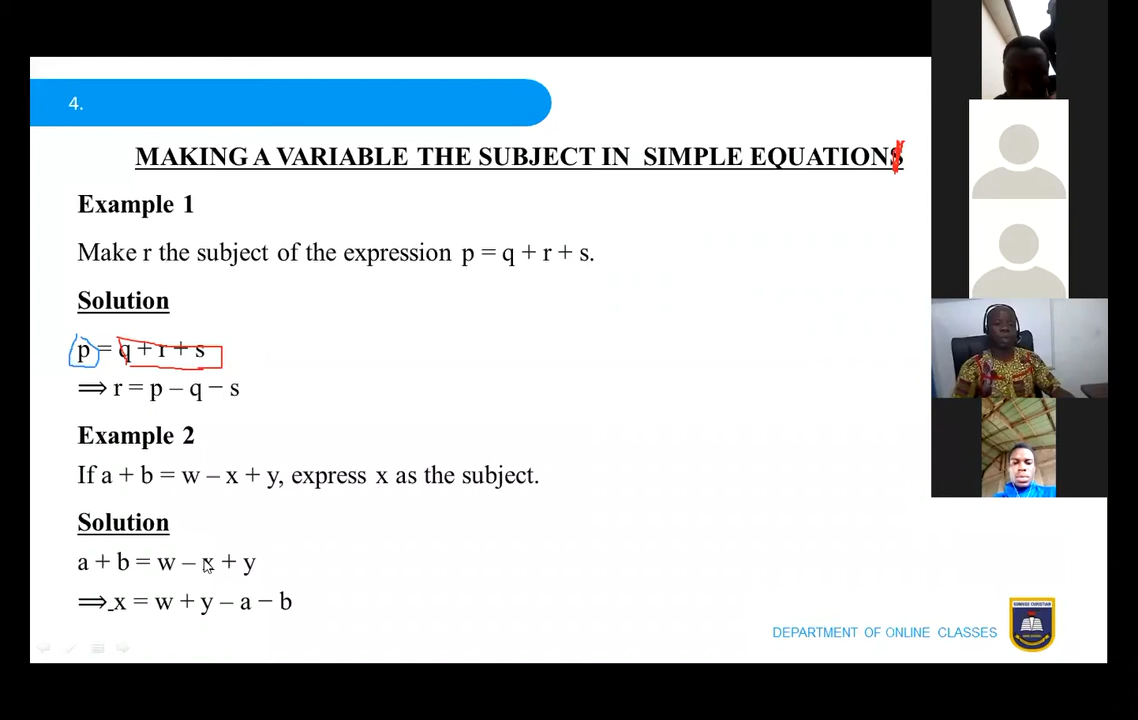 4.
MAKING A VARIABLE THE SUBJECT IN SIMPLE EQUATIONS
Example 1
Make r the subject of the expression p = q + r + s.
Solution
p = q + r + s
⟹ r = p – q – s
Example 2
If a + b = w – x + y, express x as the subject.
Solution
a + b = w – x + y
⟹ x = w + y – a – b
DEPARTMENT OF ONLINE CLASSES